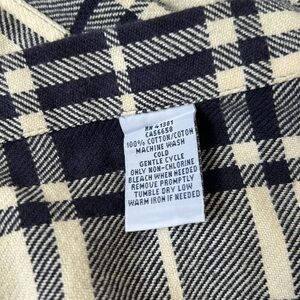 RN 41381
CA56650
100% COTTON/COTON
MACHINE WASH
COLD
GENTLE CYCLE
ONLY NON-CHLORINE
BLEACH WHEN NEEDED
REMOVE PROMPTLY
TUMBLE DRY LOW
WARM IRON IF NEEDED